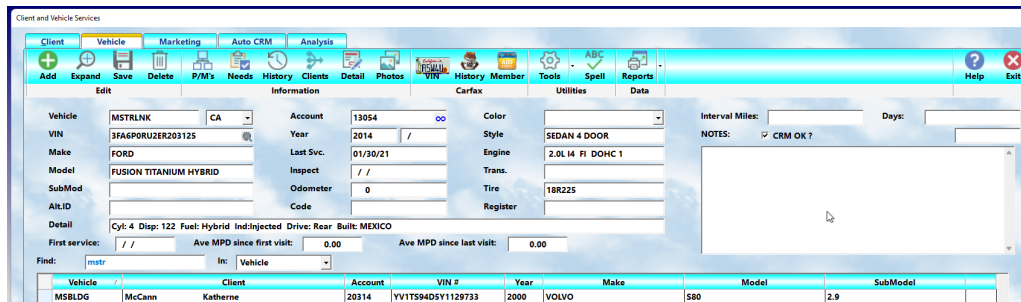 Client and Vehicle Services
Client Vehicle Marketing Auto CRM Analysis
Add Expand Save Delete P/M's Needs History Clients Detail Photos VIN History Member Tools Spell Reports Help Exit
Edit Information Carfax Utilities Data
Vehicle MSTRLNK CA Account 13054 Color Interval Miles: Days:
VIN 3FA6P0RU2ER203125 Year 2014 / Style SEDAN 4 DOOR NOTES: CRM OK ?
Make FORD Last Svc. 01/30/21 Engine 2.0L I4 FI DOHC 1
Model FUSION TITANIUM HYBRID Inspect / / Trans.
SubMod Odometer 0 Tire 18R225
Alt.ID Code Register
Detail Cyl: 4 Disp: 122 Fuel: Hybrid Ind:Injected Drive: Rear Built: MEXICO
First service: / / Ave MPD since first visit: 0.00 Ave MPD since last visit: 0.00
Find: mstr In: Vehicle
Vehicle / Client Account VIN # Year Make Model SubModel
MSBLDG McCann Katherne 20314 YV1TS94D5Y1129733 2000 VOLVO S80 2.9